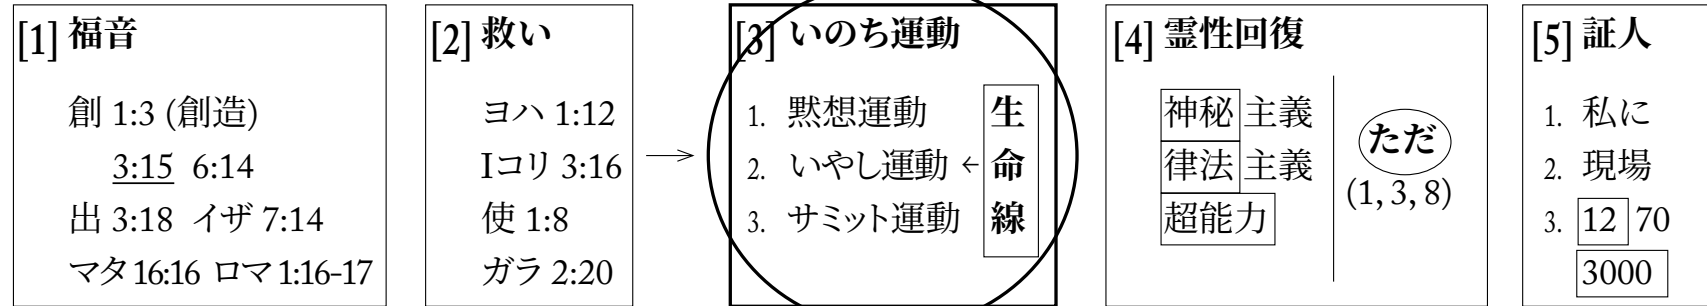 [1] 福音
創 1:3 (創造)
3:15 6:14
出 3:18 イザ 7:14
マタ 16:16 ロマ 1:16-17
[2] 救い
ヨハ 1:12
Iコリ 3:16
使 1:8
ガラ 2:20
→
[3] いのち運動
1. 黙想運動
2. いやし運動 ←
3. サミット運動
生
命
線
[4] 霊性回復
神秘 主義
律法 主義
超能力
ただ
(1, 3, 8)
[5] 証人
1. 私に
2. 現場
3. 12 70
3000